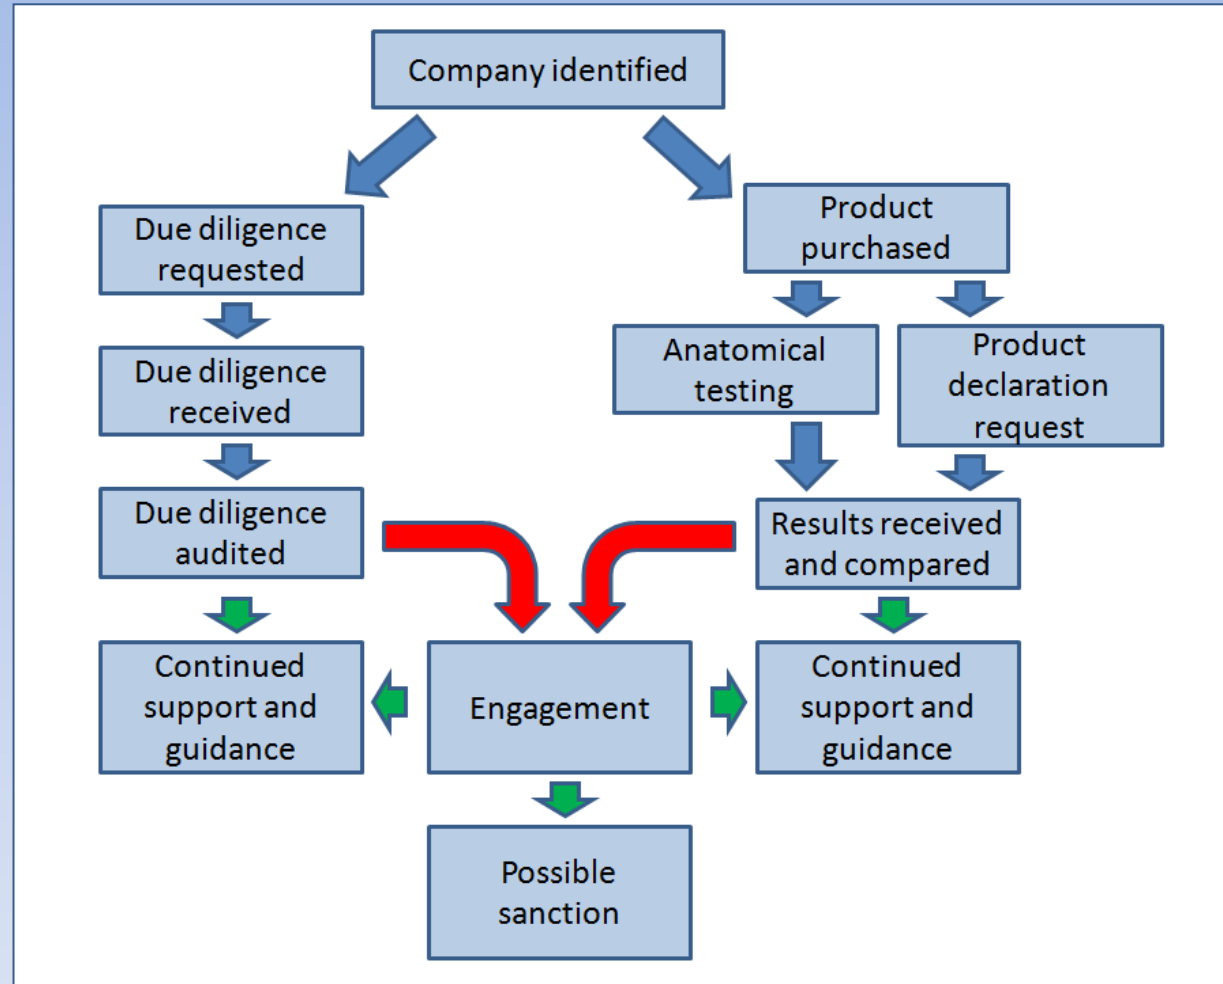 Company identified
Due diligence
requested
Product
purchased
Due diligence
received
Anatomical
testing
Product
declaration
request
Due diligence
audited
Results received
and compared
Continued
support and
guidance
Engagement
Continued
support and
guidance
Possible
sanction